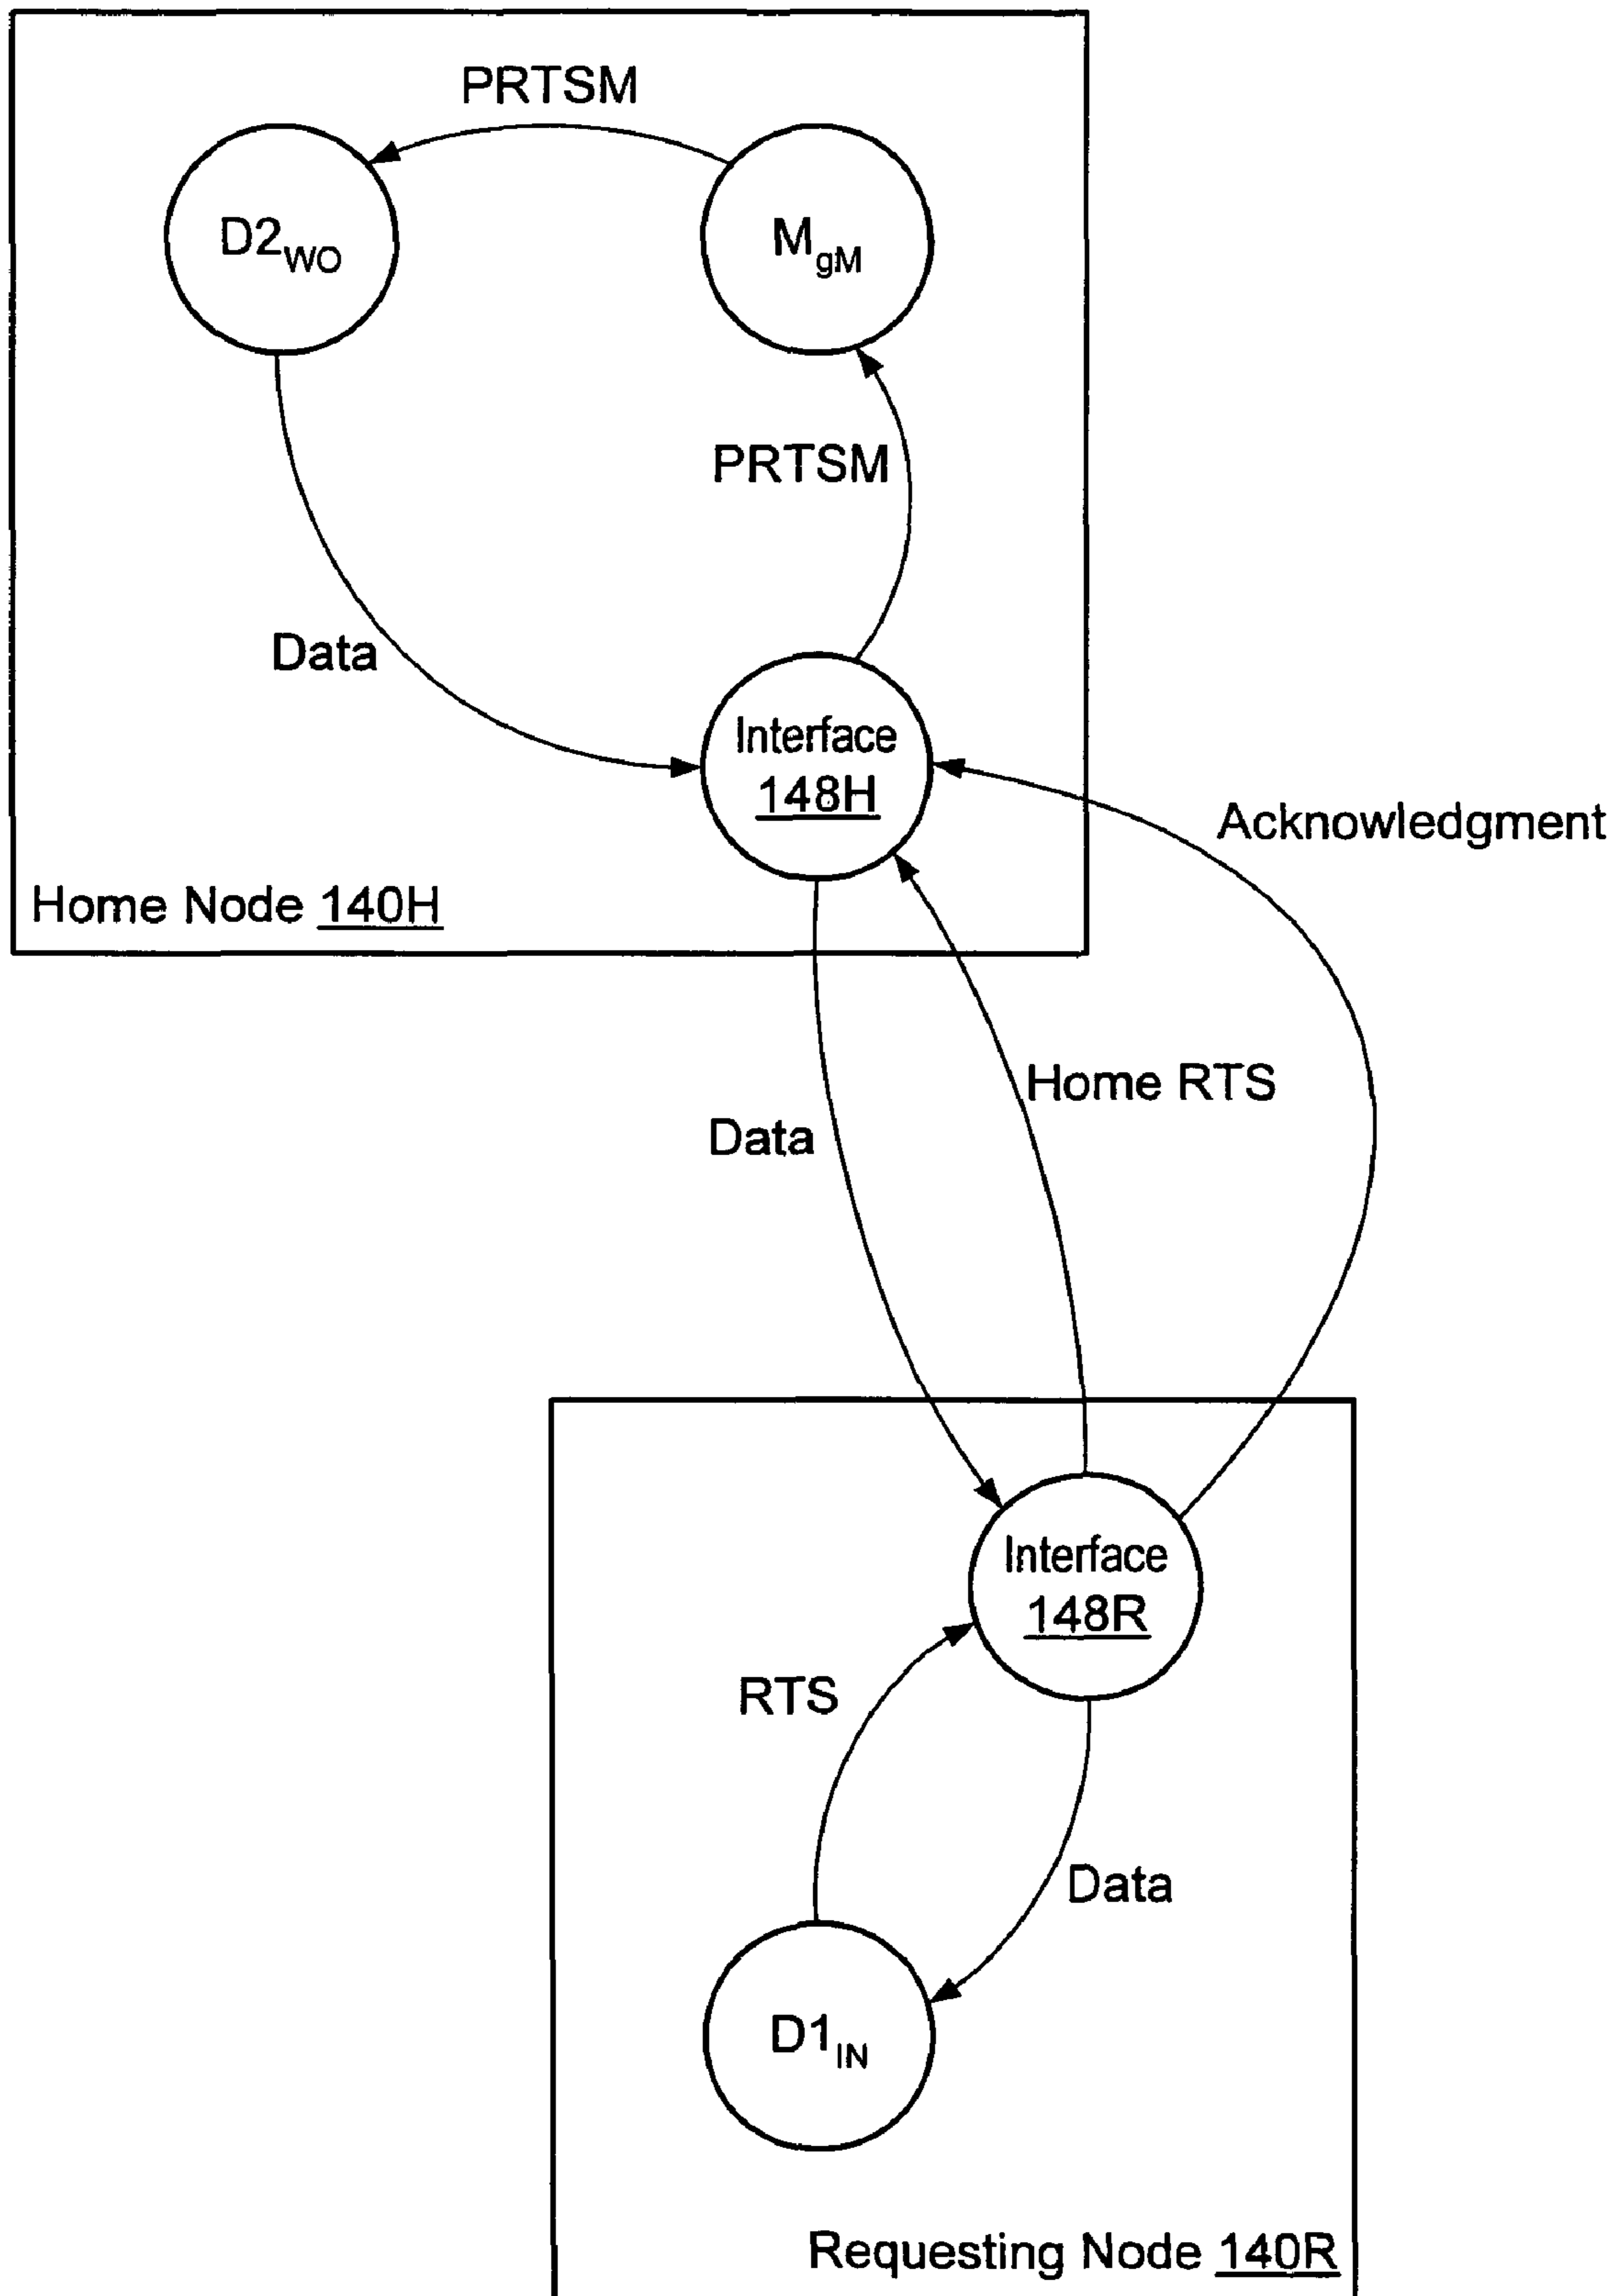 PRTSM
D2WO
MgM
PRTSM
Data
Interface
148H
Acknowledgment
Home Node 140H
Home RTS
Data
Interface
148R
RTS
Data
D1IN
Requesting Node 140R